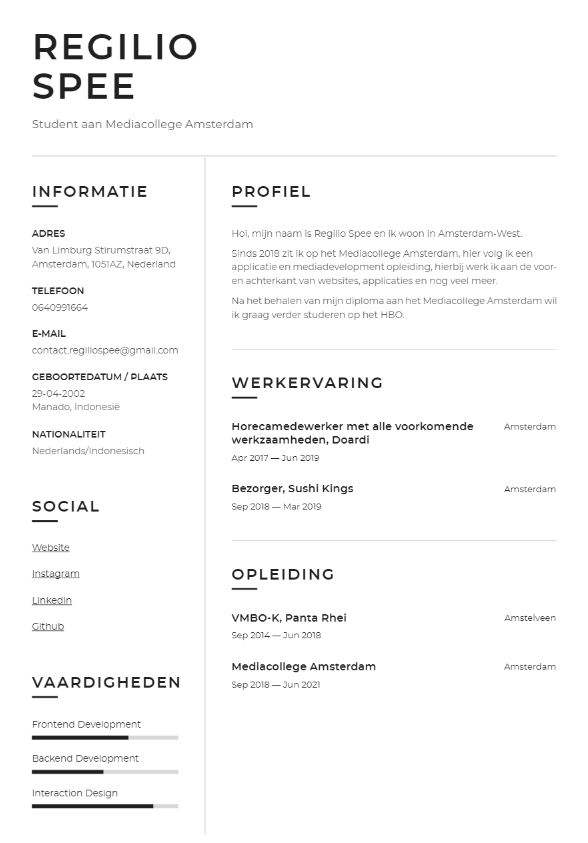 REGILIO
SPEE
Student aan Mediacollege Amsterdam
INFORMATIE
ADRES
Van Limburg Stirumstraat 9D,
Amsterdam, 1051AZ, Nederland
TELEFOON
0640991664
E-MAIL
contact.regiliospee@gmail.com
GEBOORTEDATUM / PLAATS
29-04-2002
Manado, Indonesië
NATIONALITEIT
Nederlands/Indonesisch
SOCIAL
Website
Instagram
Linkedin
Github
VAARDIGHEDEN
Frontend Development
Backend Development
Interaction Design
PROFIEL
Hoi, mijn naam is Regilio Spee en ik woon in Amsterdam-West.
Sinds 2018 zit ik op het Mediacollege Amsterdam, hier volg ik een
applicatie en mediadevelopment opleiding, hierbij werk ik aan de voor-
en achterkant van websites, applicaties en nog veel meer.
Na het behalen van mijn diploma aan het Mediacollege Amsterdam wil
ik graag verder studeren op het HBO.
WERKERVARING
Horecamedewerker met alle voorkomende Amsterdam
werkzaamheden, Doardi
Apr 2017 — Jun 2019
Bezorger, Sushi Kings Amsterdam
Sep 2018 — Mar 2019
OPLEIDING
VMBO-K, Panta Rhei Amstelveen
Sep 2014 — Jun 2018
Mediacollege Amsterdam Amsterdam
Sep 2018 — Jun 2021